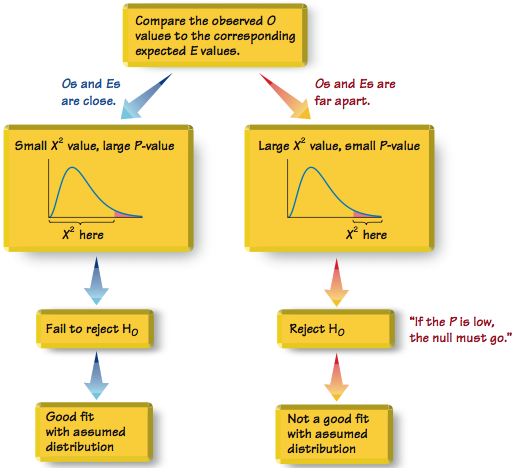 Compare the observed O
values to the corresponding
expected E values.
Os and Es
are close.
Os and Es are
far apart.
Small X² value, large P-value
X² here
Large X² value, small P-value
X² here
Fail to reject H₀
Reject H₀
"If the P is low,
the null must go."
Good fit
with assumed
distribution
Not a good fit
with assumed
distribution